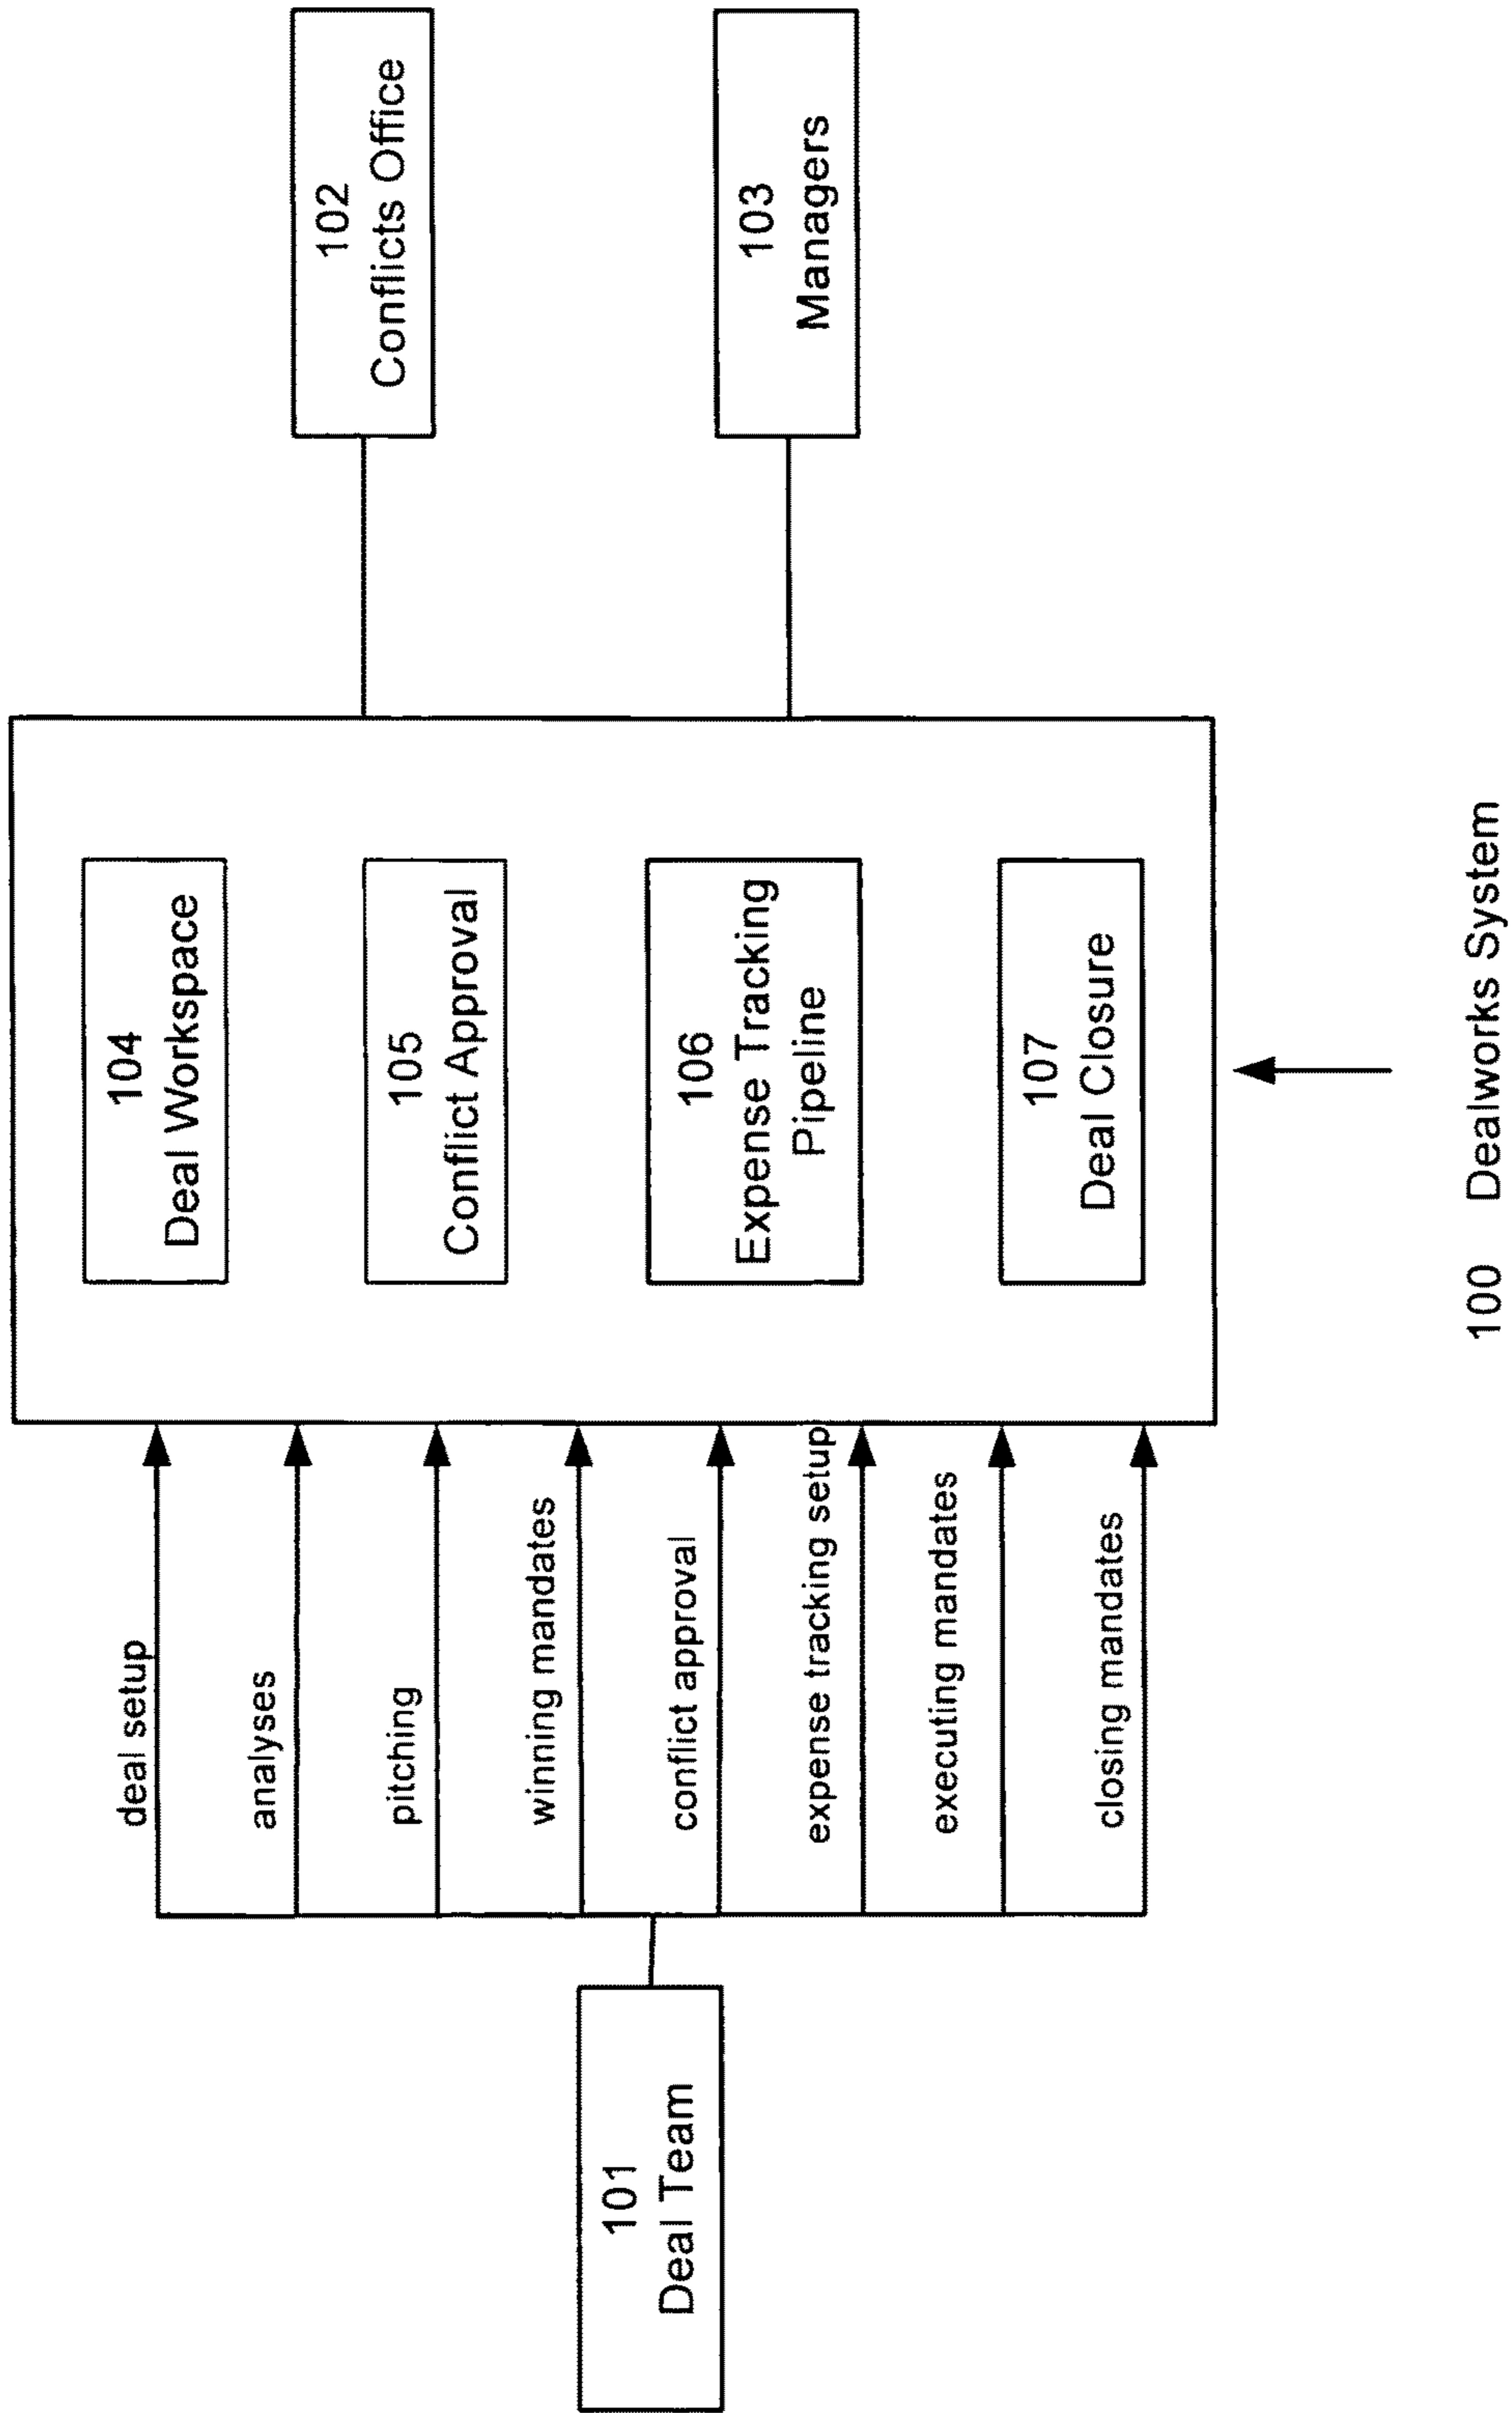 101
Deal Team
deal setup
analyses
pitching
winning mandates
conflict approval
expense tracking setup
executing mandates
closing mandates
104
Deal Workspace
105
Conflict Approval
106
Expense Tracking
Pipeline
107
Deal Closure
102
Conflicts Office
103
Managers
100 Dealworks System